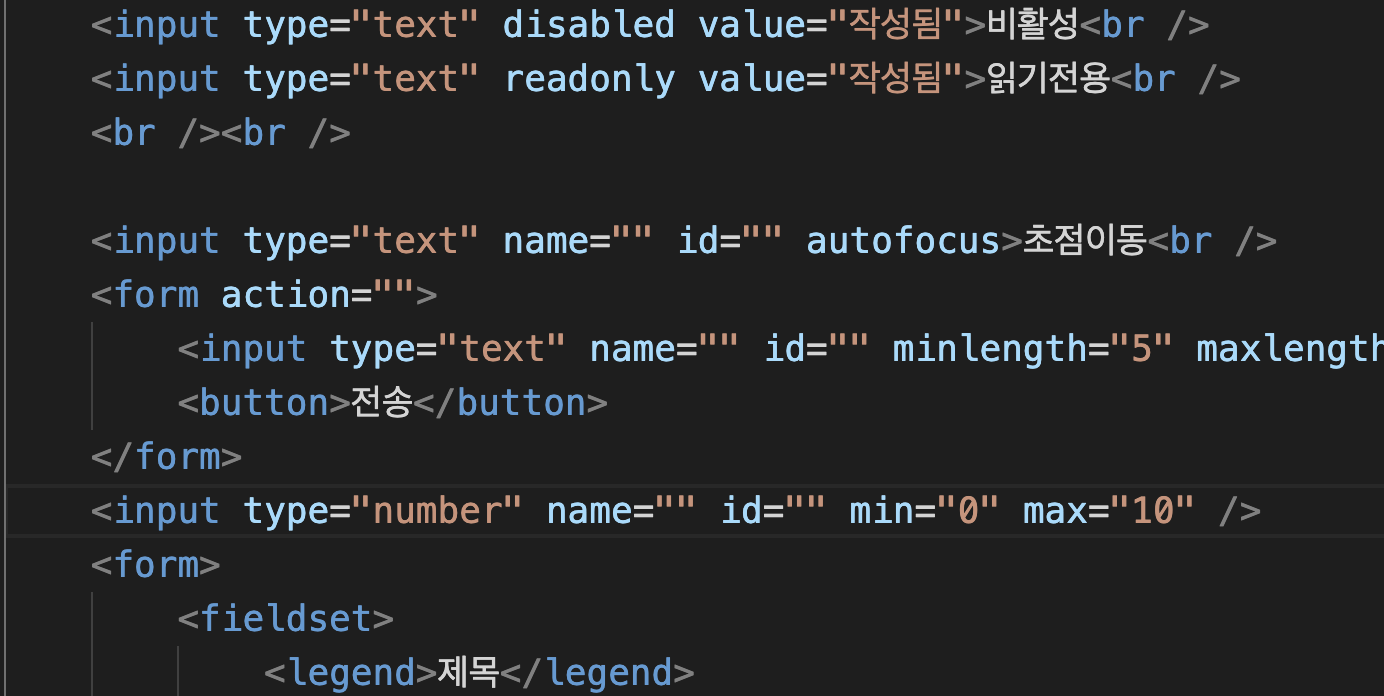 <input type="text" disabled value="작성됨">비활성<br />
<input type="text" readonly value="작성됨">읽기전용<br />
<br /><br />
<input type="text" name="" id="" autofocus>초점이동<br />
<form action="">
<input type="text" name="" id="" minlength="5" maxlength
<button>전송</button>
</form>
<input type="number" name="" id="" min="0" max="10" />
<form>
<fieldset>
<legend>제목</legend>